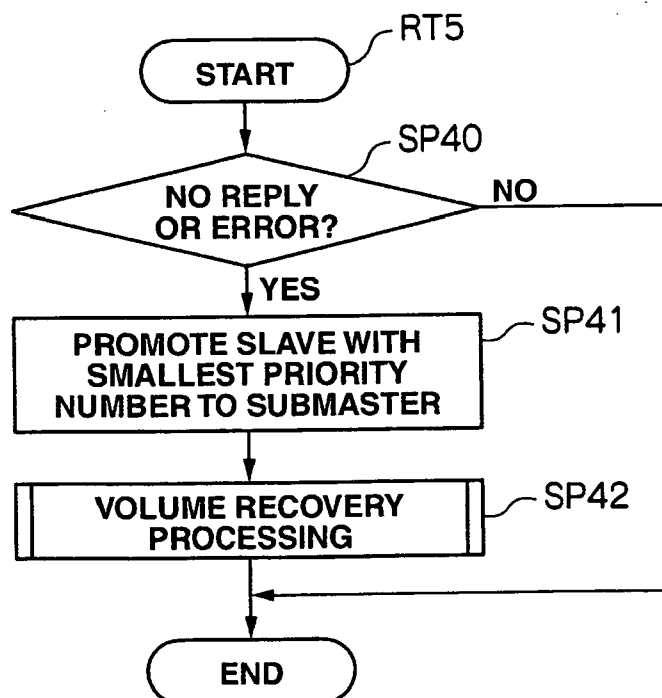 RT5
START
SP40
NO REPLY
OR ERROR?
NO
YES
SP41
PROMOTE SLAVE WITH
SMALLEST PRIORITY
NUMBER TO SUBMASTER
SP42
VOLUME RECOVERY
PROCESSING
END